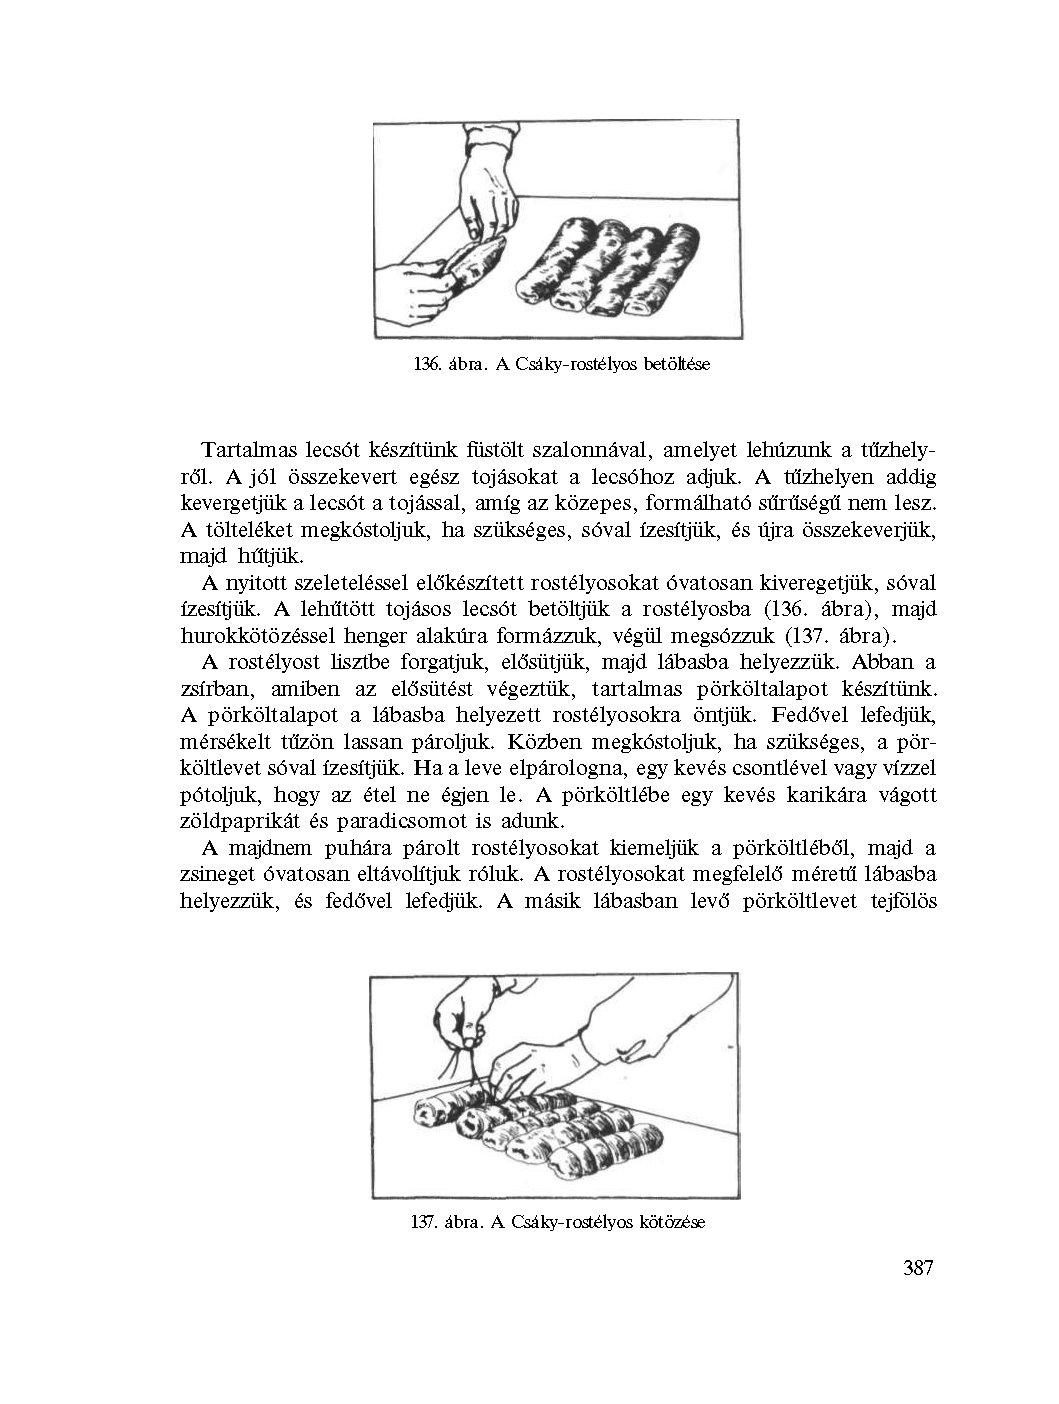 136. ábra. A Csáky-rostélyos betöltése
Tartalmas lecsót készítünk füstölt szalonnával, amelyet lehúzunk a tűzhely-
ről. A jól összekevert egész tojásokat a lecsóhoz adjuk. A tűzhelyen addig
kevergetjük a lecsót a tojással, amíg az közepes, formálható sűrűségű nem lesz.
A tölteléket megkóstoljuk, ha szükséges, sóval ízesítjük, és újra összekeverjük,
majd hűtjük.
A nyitott szeleteléssel előkészített rostélyosokat óvatosan kiveregetjük, sóval
ízesítjük. A lehűtött tojásos lecsót betöltjük a rostélyosba (136. ábra), majd
hurokkötözéssel henger alakúra formázzuk, végül megsózzuk (137. ábra).
A rostélyost lisztbe forgatjuk, elősütjük, majd lábasba helyezzük. Abban a
zsírban, amiben az elősütést végeztük, tartalmas pörköltalapot készítünk.
A pörköltalapot a lábasba helyezett rostélyosokra öntjük. Fedővel lefedjük,
mérsékelt tűzön lassan pároljuk. Közben megkóstoljuk, ha szükséges, a pör-
költlevet sóval ízesítjük. Ha a leve elpárologna, egy kevés csontlével vagy vízzel
pótoljuk, hogy az étel ne égjen le. A pörköltlébe egy kevés karikára vágott
zöldpaprikát és paradicsomot is adunk.
A majdnem puhára párolt rostélyosokat kiemeljük a pörköltléből, majd a
zsineget óvatosan eltávolítjuk róluk. A rostélyosokat megfelelő méretű lábasba
helyezzük, és fedővel lefedjük. A másik lábasban levő pörköltlevet tejfölös
137. ábra. A Csáky-rostélyos kötözése
387